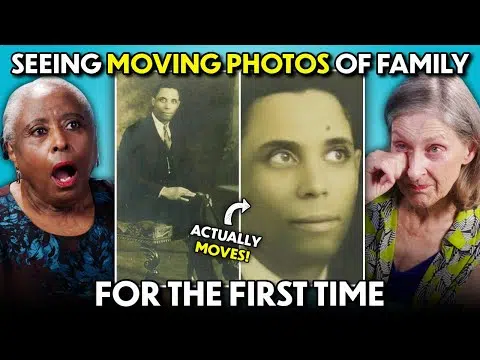 SEEING MOVING PHOTOS OF FAMILY
ACTUALLY
MOVES!
FOR THE FIRST TIME